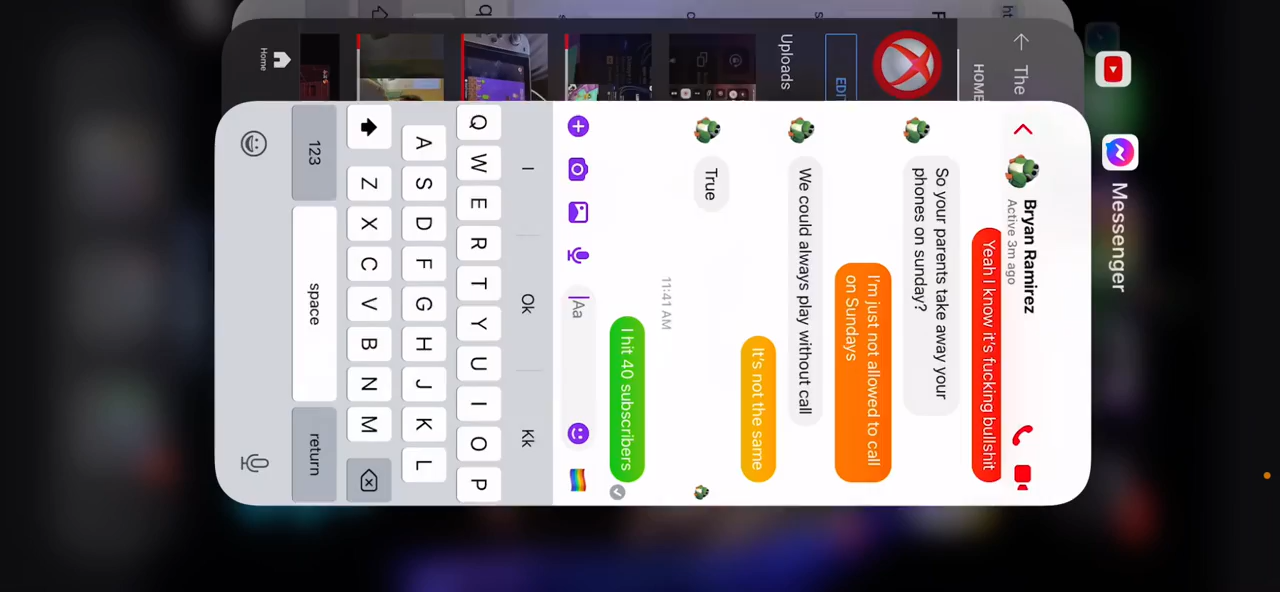 Messenger
Bryan Ramirez
Active 3m ago
Yeah I know it's fucking bullshit
So your parents take away your
phones on sunday?
I'm just not allowed to call
on Sundays
We could always play without call
It's not the same
True
11:41 AM
I hit 40 subscribers
Aa
I
Ok
Kk
Q W E R T Y U I O P
A S D F G H J K L
Z X C V B N M
123
space
return
The
HOME
EDI
Uploads
Home
q